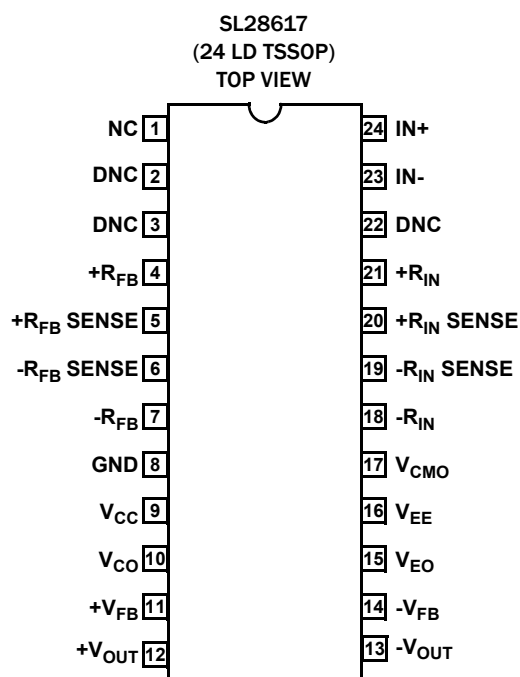 SL28617
(24 LD TSSOP)
TOP VIEW
NC 1
DNC 2
DNC 3
+RFB 4
+RFB SENSE 5
-RFB SENSE 6
-RFB 7
GND 8
VCC 9
VCO 10
+VFB 11
+VOUT 12
24 IN+
23 IN-
22 DNC
21 +RIN
20 +RIN SENSE
19 -RIN SENSE
18 -RIN
17 VCMO
16 VEE
15 VEO
14 -VFB
13 -VOUT